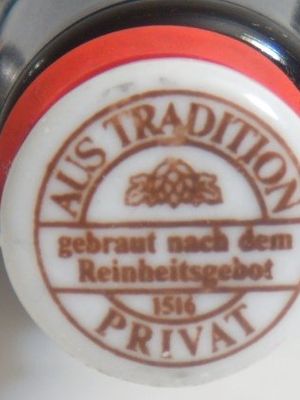 AUS TRADITION
gebraut nach dem
Reinheitsgebot
1516
PRIVAT